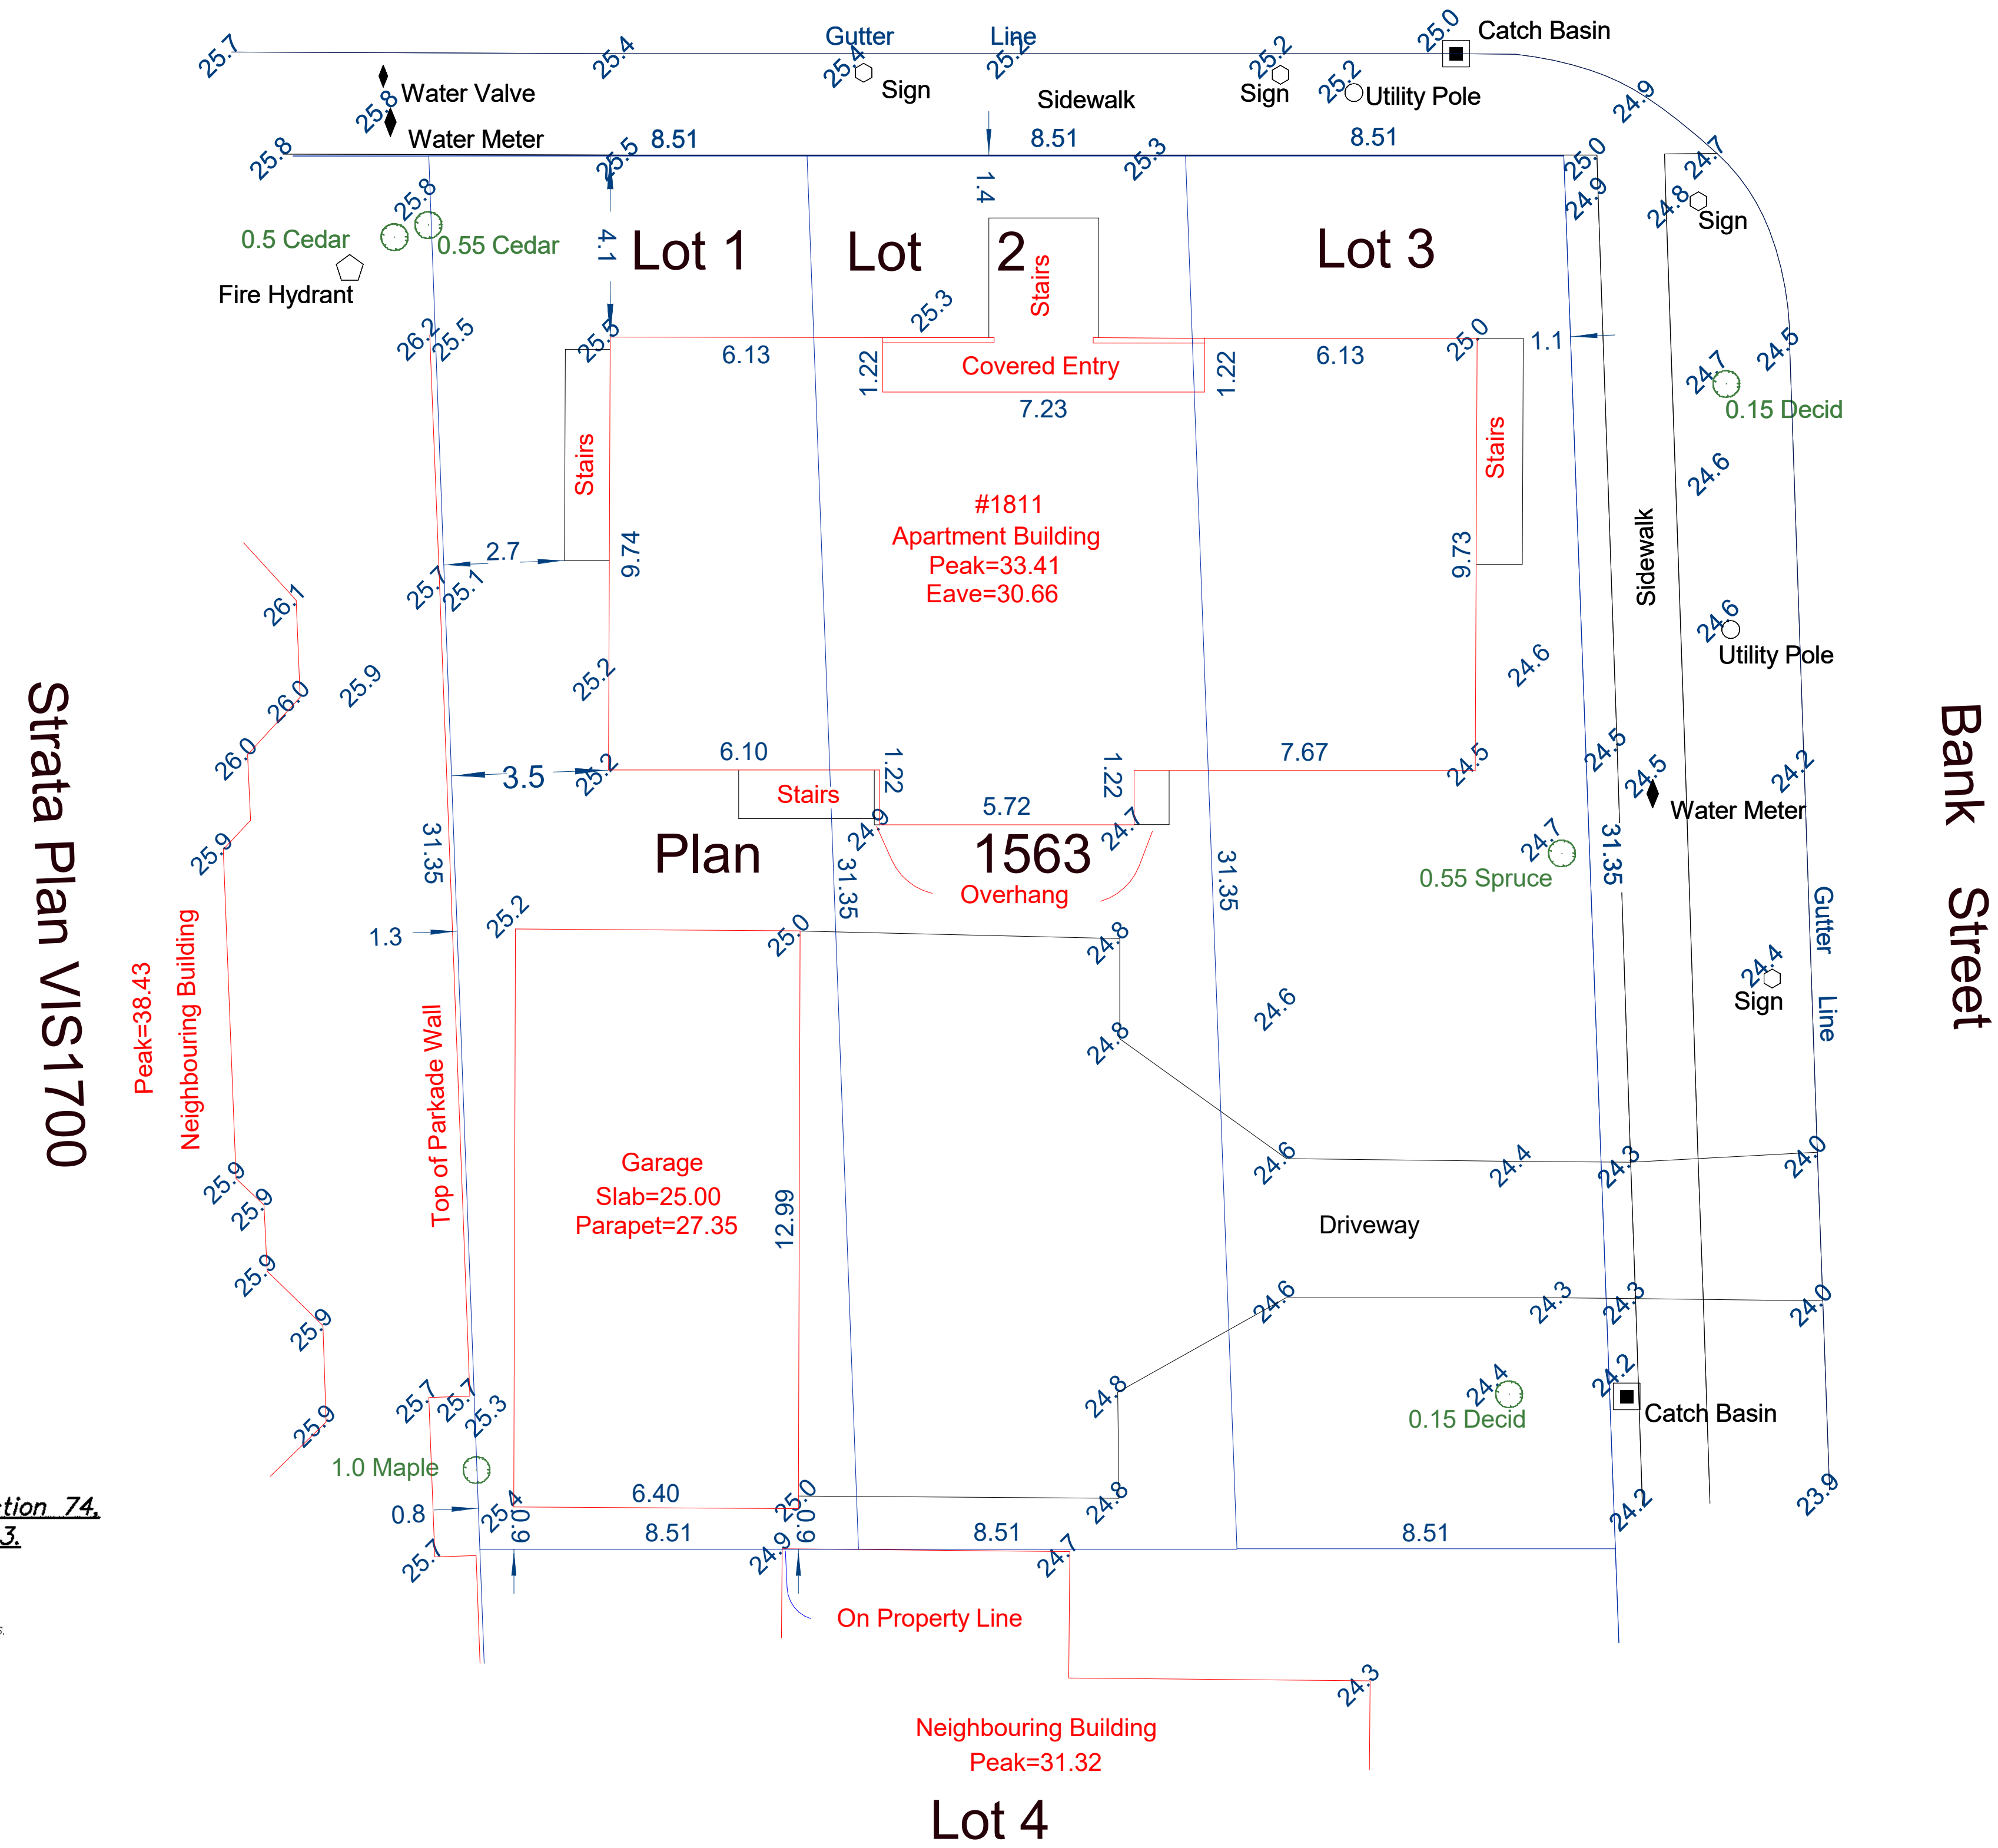 25.7
25.4
Gutter Line
25.4
25.2
25.2
25.0
Catch Basin
Water Valve
25.8
Sign
Sidewalk
Sign
25.2
Utility Pole
24.9
25.8
Water Meter
25.5
8.51
8.51
25.3
8.51
25.0
24.7
25.8
1.4
24.9
24.8
Sign
0.5 Cedar
0.55 Cedar
4.1
Lot 1
Lot 2
Stairs
Lot 3
Fire Hydrant
26.2
25.5
25.5
25.3
25.0
1.1
24.5
6.13
1.22
Covered Entry
1.22
6.13
7.23
24.7
0.15 Decid
Stairs
Stairs
24.6
#1811
Apartment Building
Peak=33.41
Eave=30.66
2.7
9.74
9.73
Sidewalk
25.7
25.1
26.1
24.6
Utility Pole
26.0
25.9
25.2
24.6
26.0
3.5
25.2
6.10
1.22
1.22
7.67
24.5
24.5
24.5
24.2
Water Meter
Stairs
5.72
24.9
24.7
Strata Plan VIS1700
Bank Street
25.9
31.35
Plan 1563
31.35
31.35
24.7
31.35
0.55 Spruce
Overhang
Gutter Line
25.2
1.3
25.0
24.8
24.4
Sign
Peak=38.43
Neighbouring Building
Top of Parkade Wall
24.8
24.6
Garage
Slab=25.00
Parapet=27.35
12.99
24.6
24.4
24.3
24.0
25.9
25.9
Driveway
25.9
24.6
24.3
24.3
24.0
25.9
25.7
25.7
25.3
24.8
24.4
24.2
0.15 Decid
Catch Basin
25.9
1.0 Maple
6.40
25.0
24.8
24.2
23.9
tion 74,
3.
0.8
25.4
0.9
0.9
25.7
8.51
24.9
8.51
24.7
8.51
On Property Line
24.3
Neighbouring Building
Peak=31.32
Lot 4